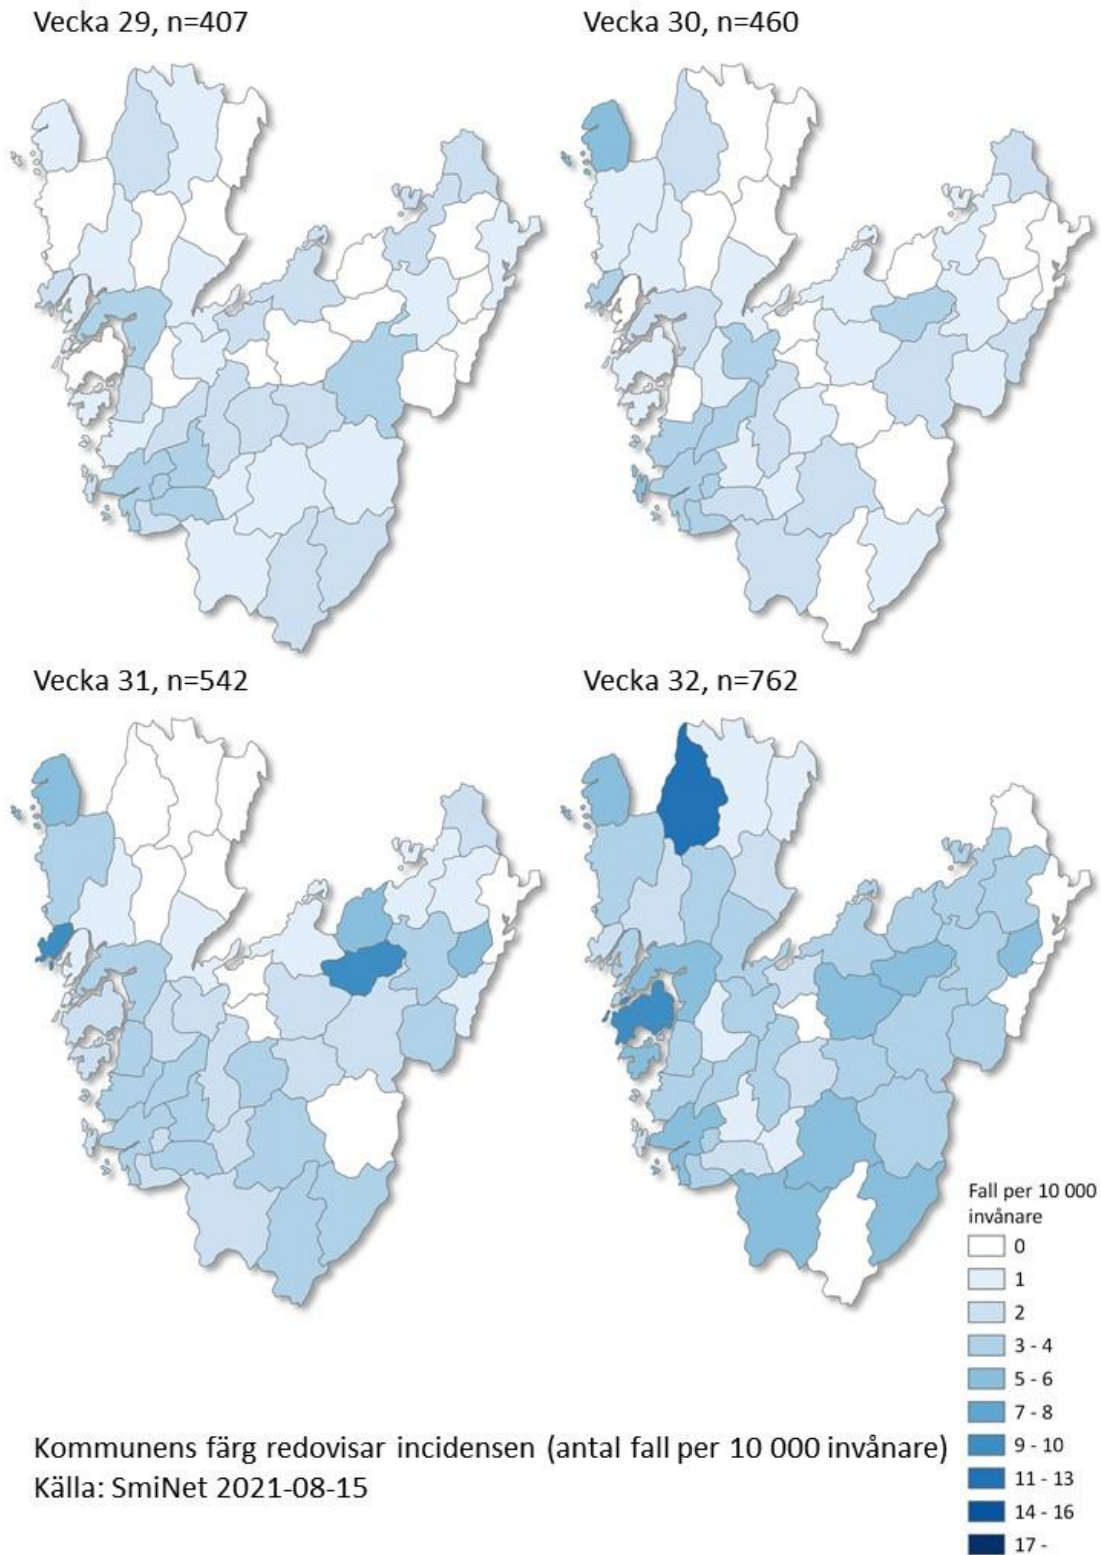 Vecka 29, n=407
Vecka 30, n=460
Vecka 31, n=542
Vecka 32, n=762
Fall per 10 000
invånare
0
1
2
3 - 4
5 - 6
7 - 8
9 - 10
11 - 13
14 - 16
17 -
Kommunens färg redovisar incidensen (antal fall per 10 000 invånare)
Källa: SmiNet 2021-08-15